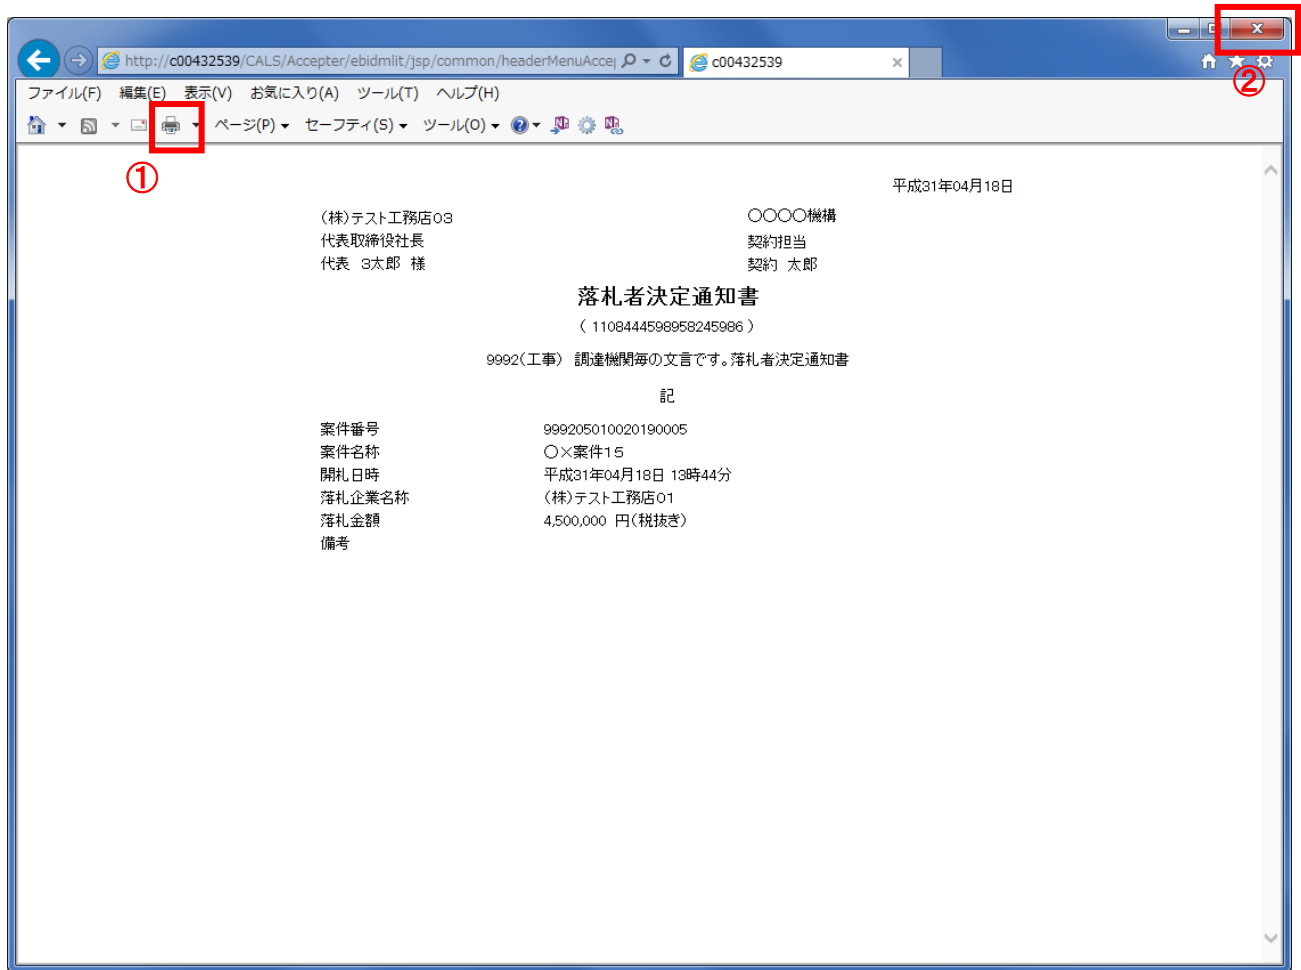 ②
http://c00432539/CALS/Accepter/ebidmlit/jsp/common/headerMenuAccej
c00432539
ファイル(F) 編集(E) 表示(V) お気に入り(A) ツール(T) ヘルプ(H)
ページ(P) セーフティ(S) ツール(O)
①
平成31年04月18日
(株)テスト工務店03 〇〇〇〇機構
代表取締役社長 契約担当
代表 3太郎 様 契約 太郎
落札者決定通知書
( 1108444598958245986 )
9992(工事) 調達機関毎の文言です。落札者決定通知書
記
案件番号 999205010020190005
案件名称 〇×案件15
開札日時 平成31年04月18日 13時44分
落札企業名称 (株)テスト工務店01
落札金額 4,500,000 円(税抜き)
備考